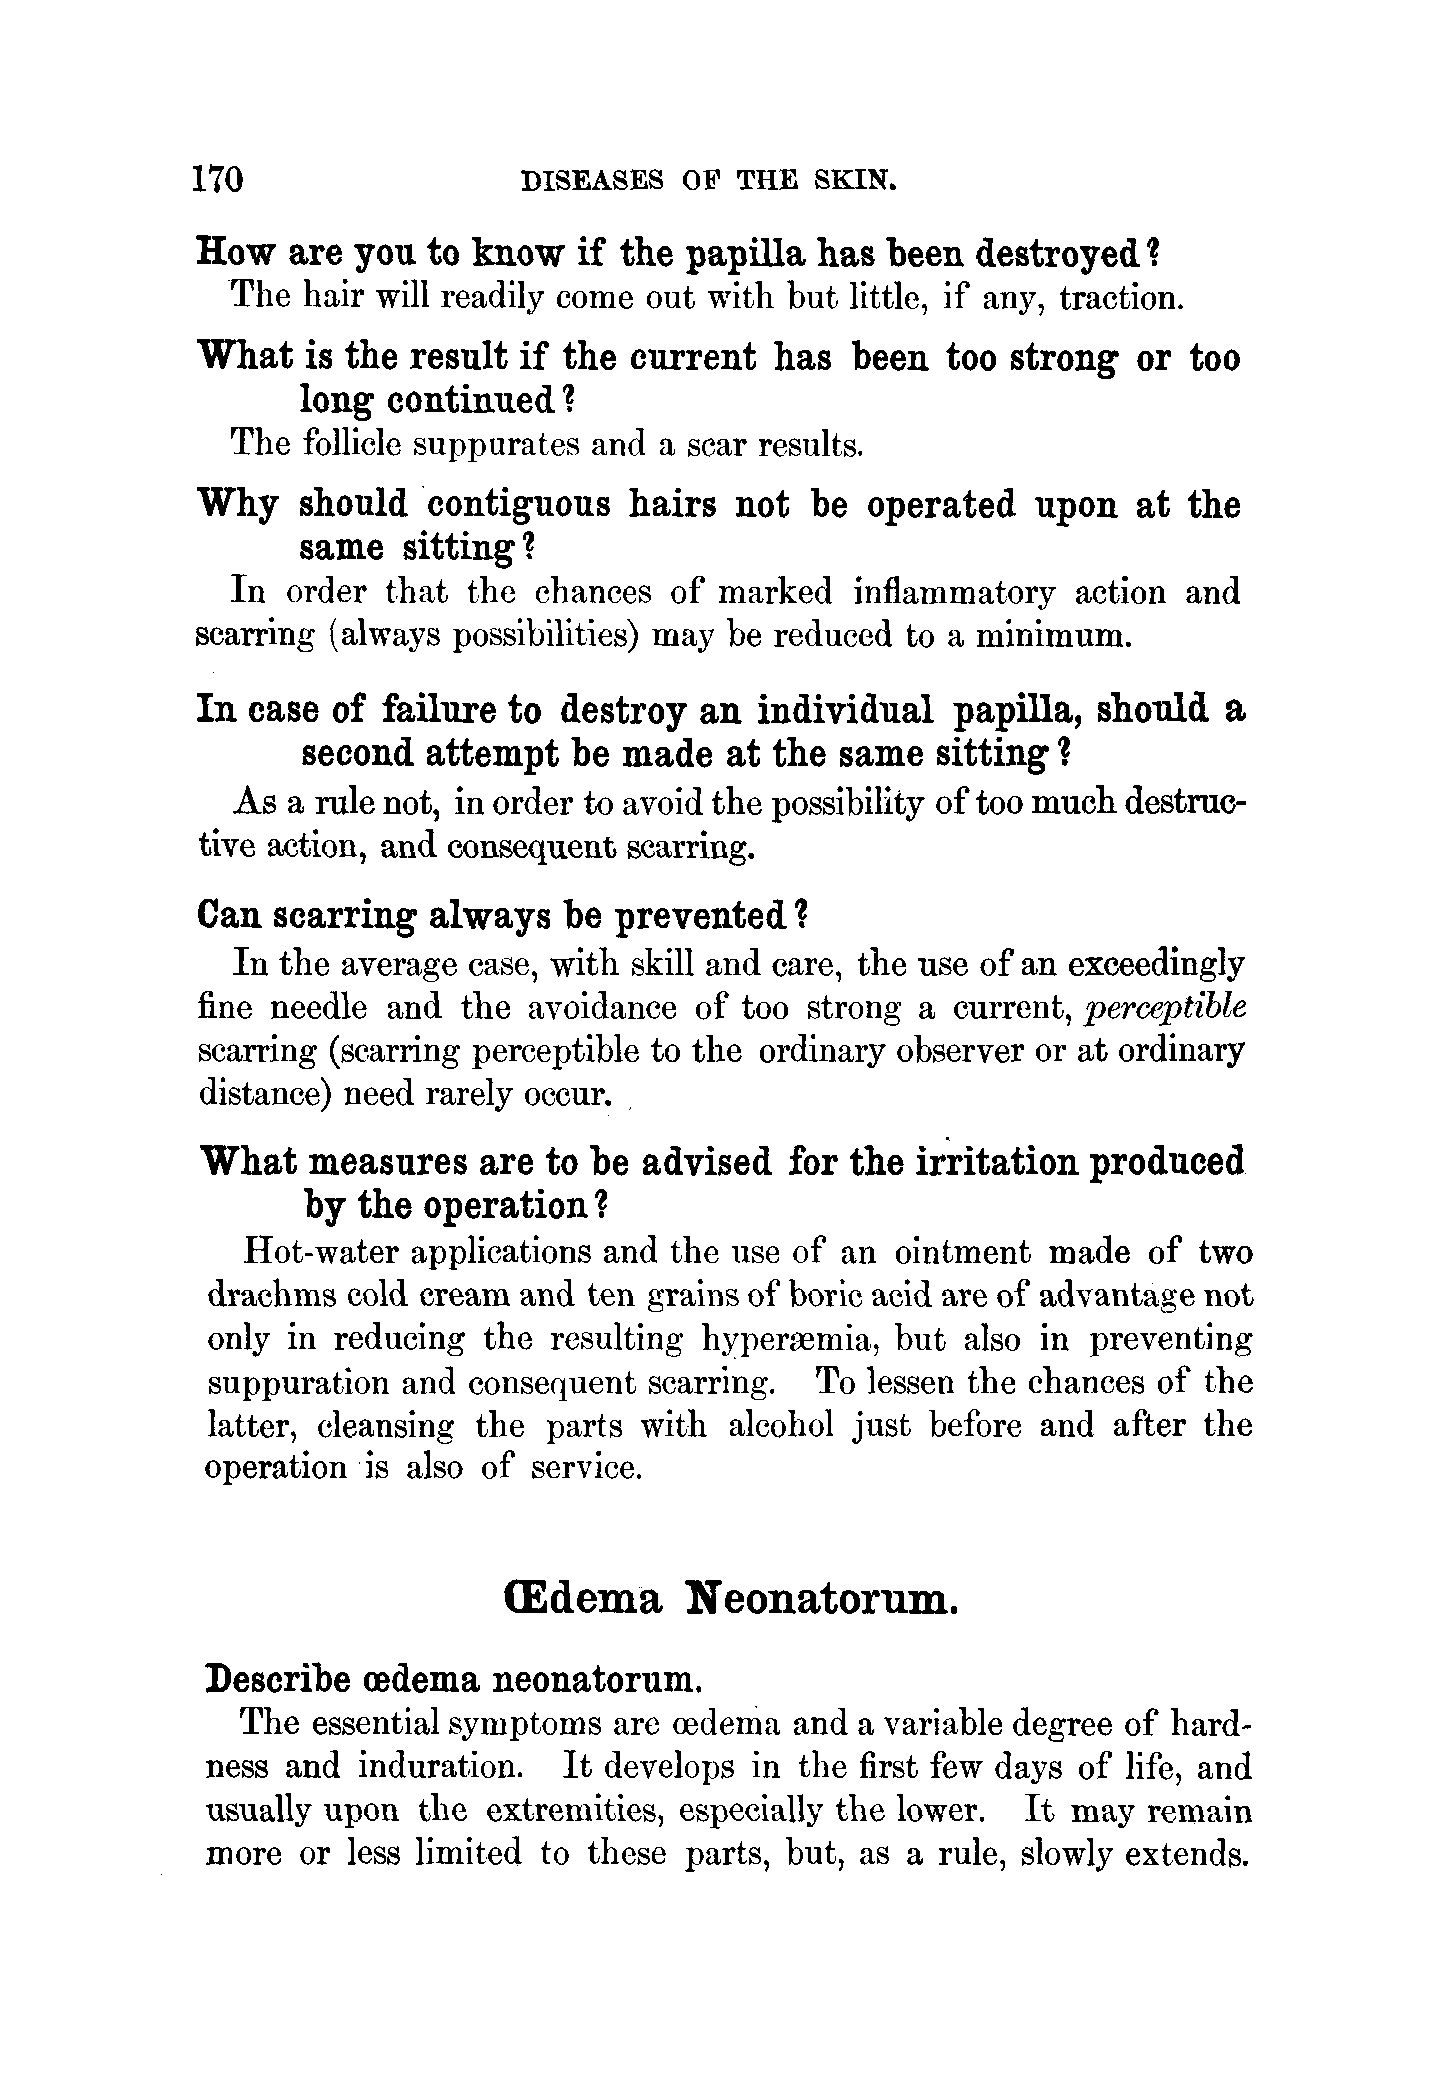 170 DISEASES OF THE SKIN.
How are you to know if the papilla has been destroyed?
The hair will readily come out with but little, if any, traction.
What is the result if the current has been too strong or too
long continued?
The follicle suppurates and a scar results.
Why should contiguous hairs not be operated upon at the
same sitting?
In order that the chances of marked inflammatory action and
scarring (always possibilities) may be reduced to a minimum.
In case of failure to destroy an individual papilla, should a
second attempt be made at the same sitting?
As a rule not, in order to avoid the possibility of too much destruc-
tive action, and consequent scarring.
Can scarring always be prevented?
In the average case, with skill and care, the use of an exceedingly
fine needle and the avoidance of too strong a current, perceptible
scarring (scarring perceptible to the ordinary observer or at ordinary
distance) need rarely occur.
What measures are to be advised for the irritation produced
by the operation?
Hot-water applications and the use of an ointment made of two
drachms cold cream and ten grains of boric acid are of advantage not
only in reducing the resulting hyperæmia, but also in preventing
suppuration and consequent scarring. To lessen the chances of the
latter, cleansing the parts with alcohol just before and after the
operation is also of service.
Œdema Neonatorum.
Describe œdema neonatorum.
The essential symptoms are œdema and a variable degree of hard-
ness and induration. It develops in the first few days of life, and
usually upon the extremities, especially the lower. It may remain
more or less limited to these parts, but, as a rule, slowly extends.